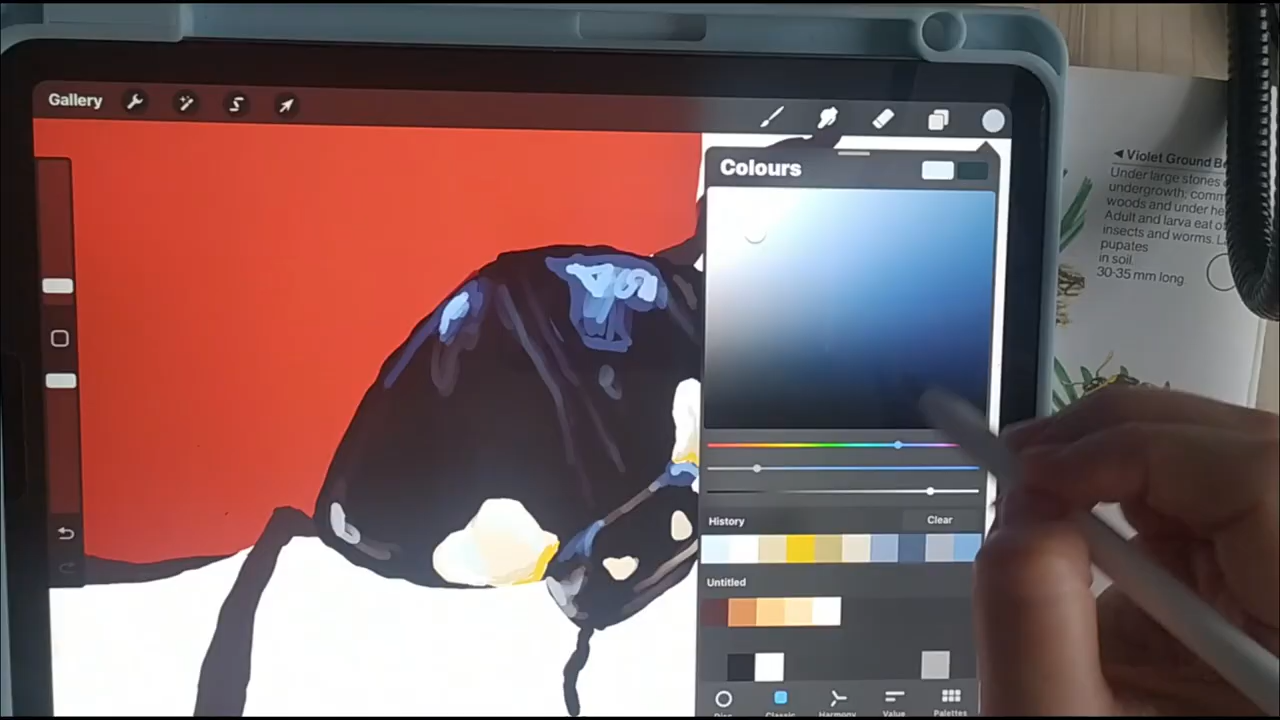 Gallery
Colours
History
Clear
Untitled
Disc
Classic
Harmony
Value
Palettes
◄ Violet Ground Be
Under large stones
undergrowth, comm
woods and under he
Adult and larva eat o
insects and worms. L
pupates
in soil.
30-35 mm long.